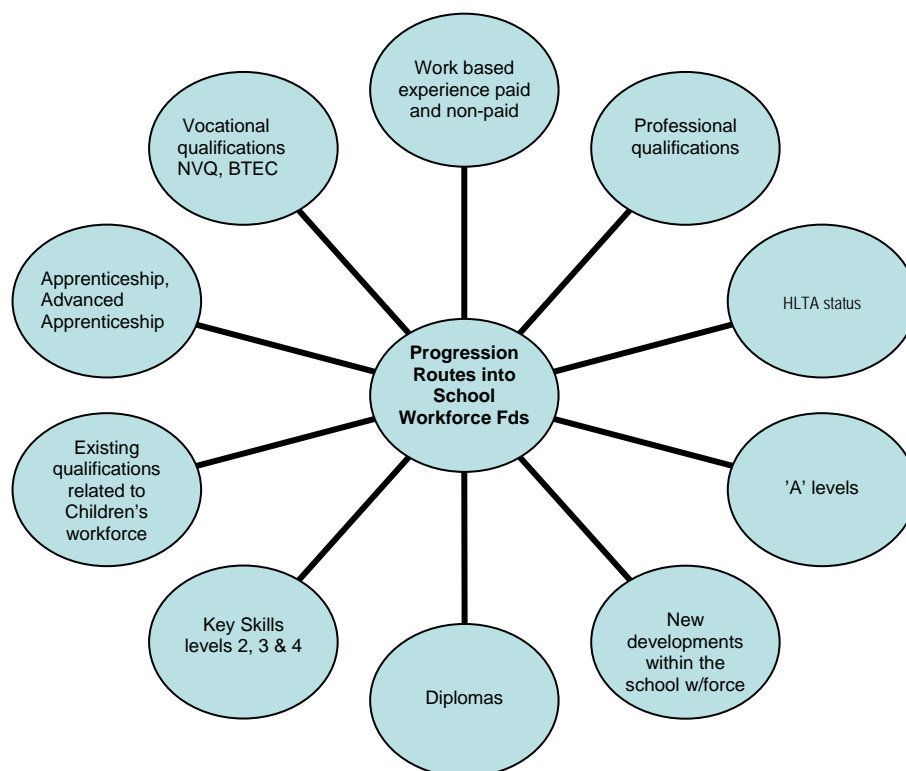 Work based
experience paid
and non-paid
Professional
qualifications
HLTA status
’A’ levels
New
developments
within the
school w/force
Diplomas
Key Skills
levels 2, 3 & 4
Existing
qualifications
related to
Children’s
workforce
Apprenticeship,
Advanced
Apprenticeship
Vocational
qualifications
NVQ, BTEC
Progression
Routes into
School
Workforce Fds